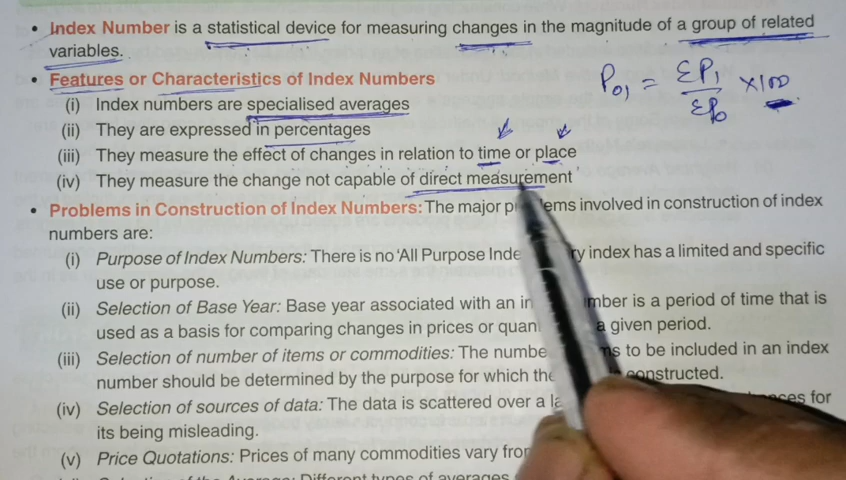 • Index Number is a statistical device for measuring changes in the magnitude of a group of related
variables.
• Features or Characteristics of Index Numbers
P₀₁ = ΣP₁ / ΣP₀ ×100
(i) Index numbers are specialised averages
(ii) They are expressed in percentages
(iii) They measure the effect of changes in relation to time or place
(iv) They measure the change not capable of direct measurement
• Problems in Construction of Index Numbers: The major p ems involved in construction of index
numbers are:
(i) Purpose of Index Numbers: There is no 'All Purpose Inde y index has a limited and specific
use or purpose.
(ii) Selection of Base Year: Base year associated with an in mber is a period of time that is
used as a basis for comparing changes in prices or quan a given period.
(iii) Selection of number of items or commodities: The numbe s to be included in an index
number should be determined by the purpose for which the constructed.
(iv) Selection of sources of data: The data is scattered over a la ces for
its being misleading.
(v) Price Quotations: Prices of many commodities vary fro
Different types of averages